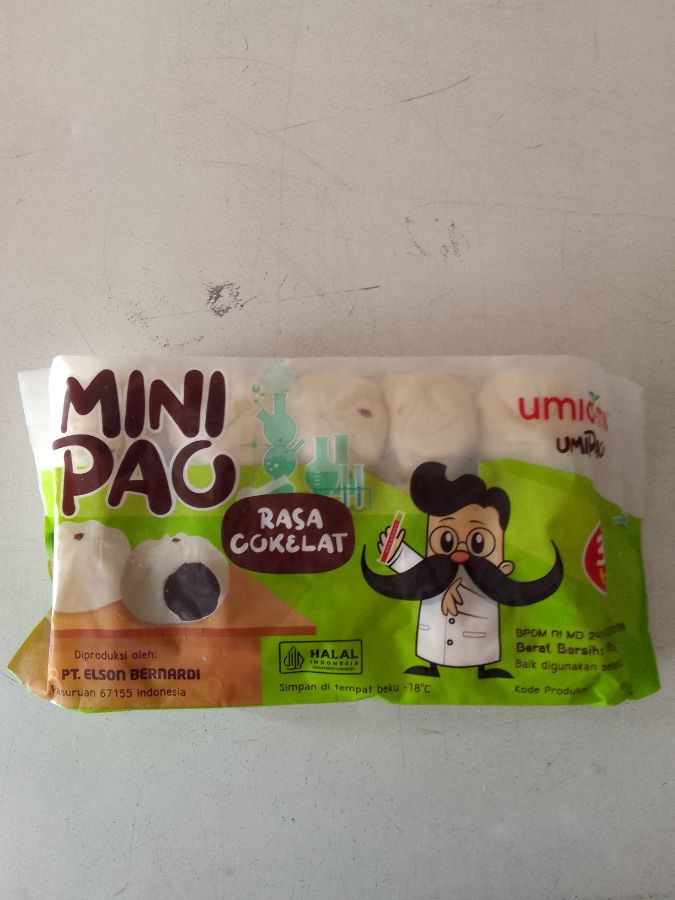 MINI
PAO
RASA
COKELAT
UMIPAO
Diproduksi oleh:
PT. ELSON BERNARDI
Pasuruan 67155 Indonesia
HALAL
INDONESIA
Simpan di tempat beku -18°C
BPOM RI MD
Berat Bersih:
Baik digunakan
Kode Produksi